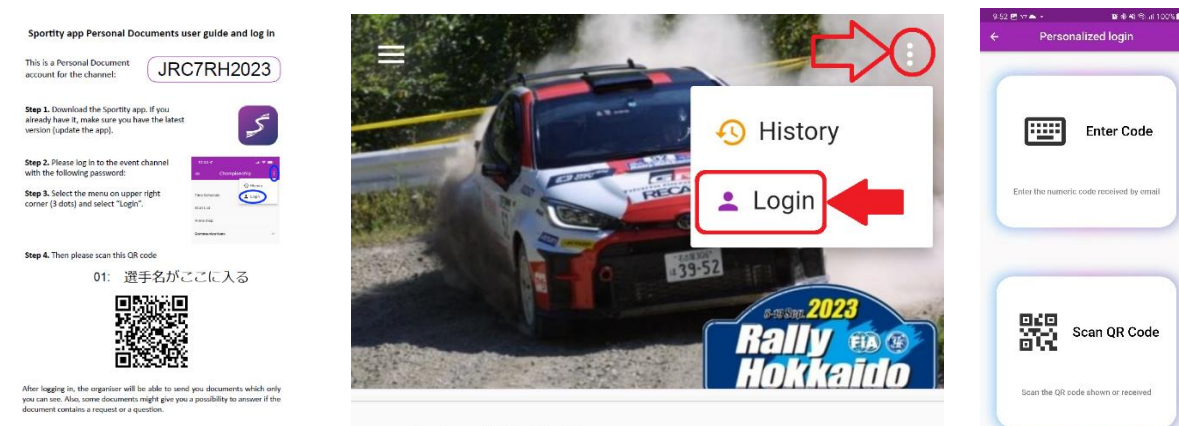 Sportity app Personal Documents user guide and log in
This is a Personal Document
account for the channel:
JRC7RH2023
Step 1. Download the Sportity app. If you
already have it, make sure you have the latest
version (update the app).
Step 2. Please log in to the event channel
with the following password:
Step 3. Select the menu on upper right
corner (3 dots) and select "Login".
Championship
History
Login
Step 4. Then please scan this QR code
01: 選手名がここに入る
After logging in, the organiser will be able to send you documents which only
you can see. Also, some documents might give you a possibility to answer if the
document contains a request or a question.
History
Login
39-52
2023
Rally
FIA
Hokkaido
9:52
100%
Personalized login
Enter Code
Enter the numeric code received by email
Scan QR Code
Scan the QR code shown or received